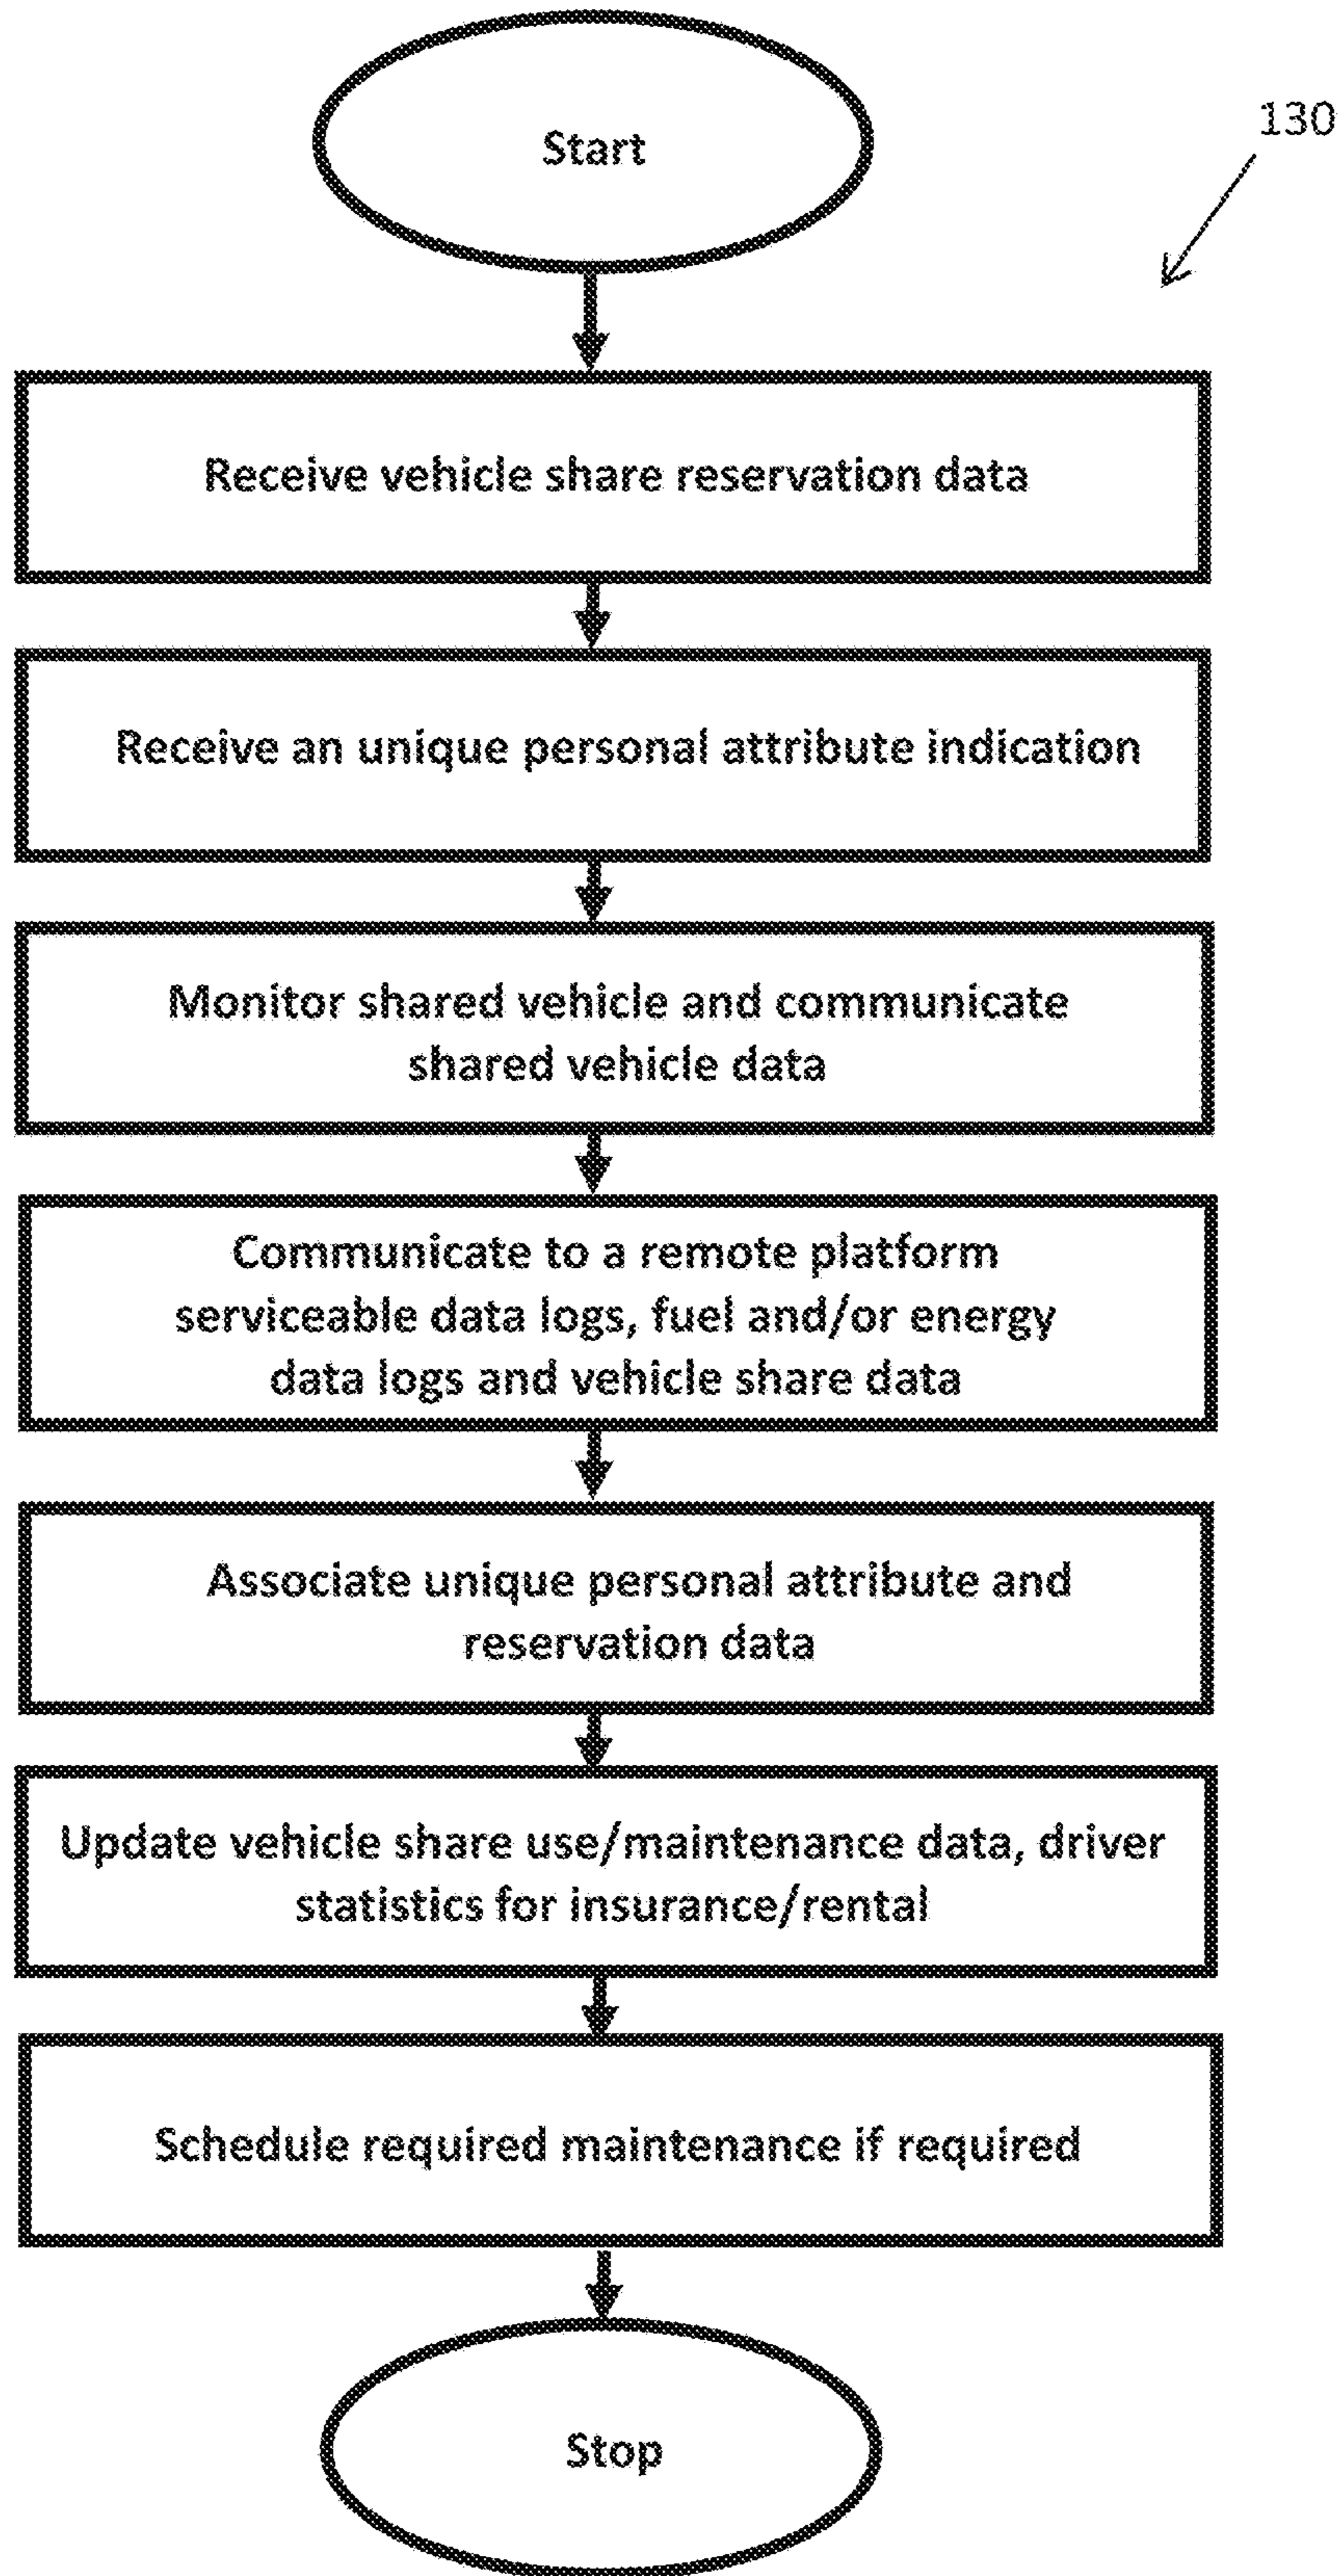 Start
130
Receive vehicle share reservation data
Receive an unique personal attribute indication
Monitor shared vehicle and communicate
shared vehicle data
Communicate to a remote platform
serviceable data logs, fuel and/or energy
data logs and vehicle share data
Associate unique personal attribute and
reservation data
Update vehicle share use/maintenance data, driver
statistics for insurance/rental
Schedule required maintenance if required
Stop